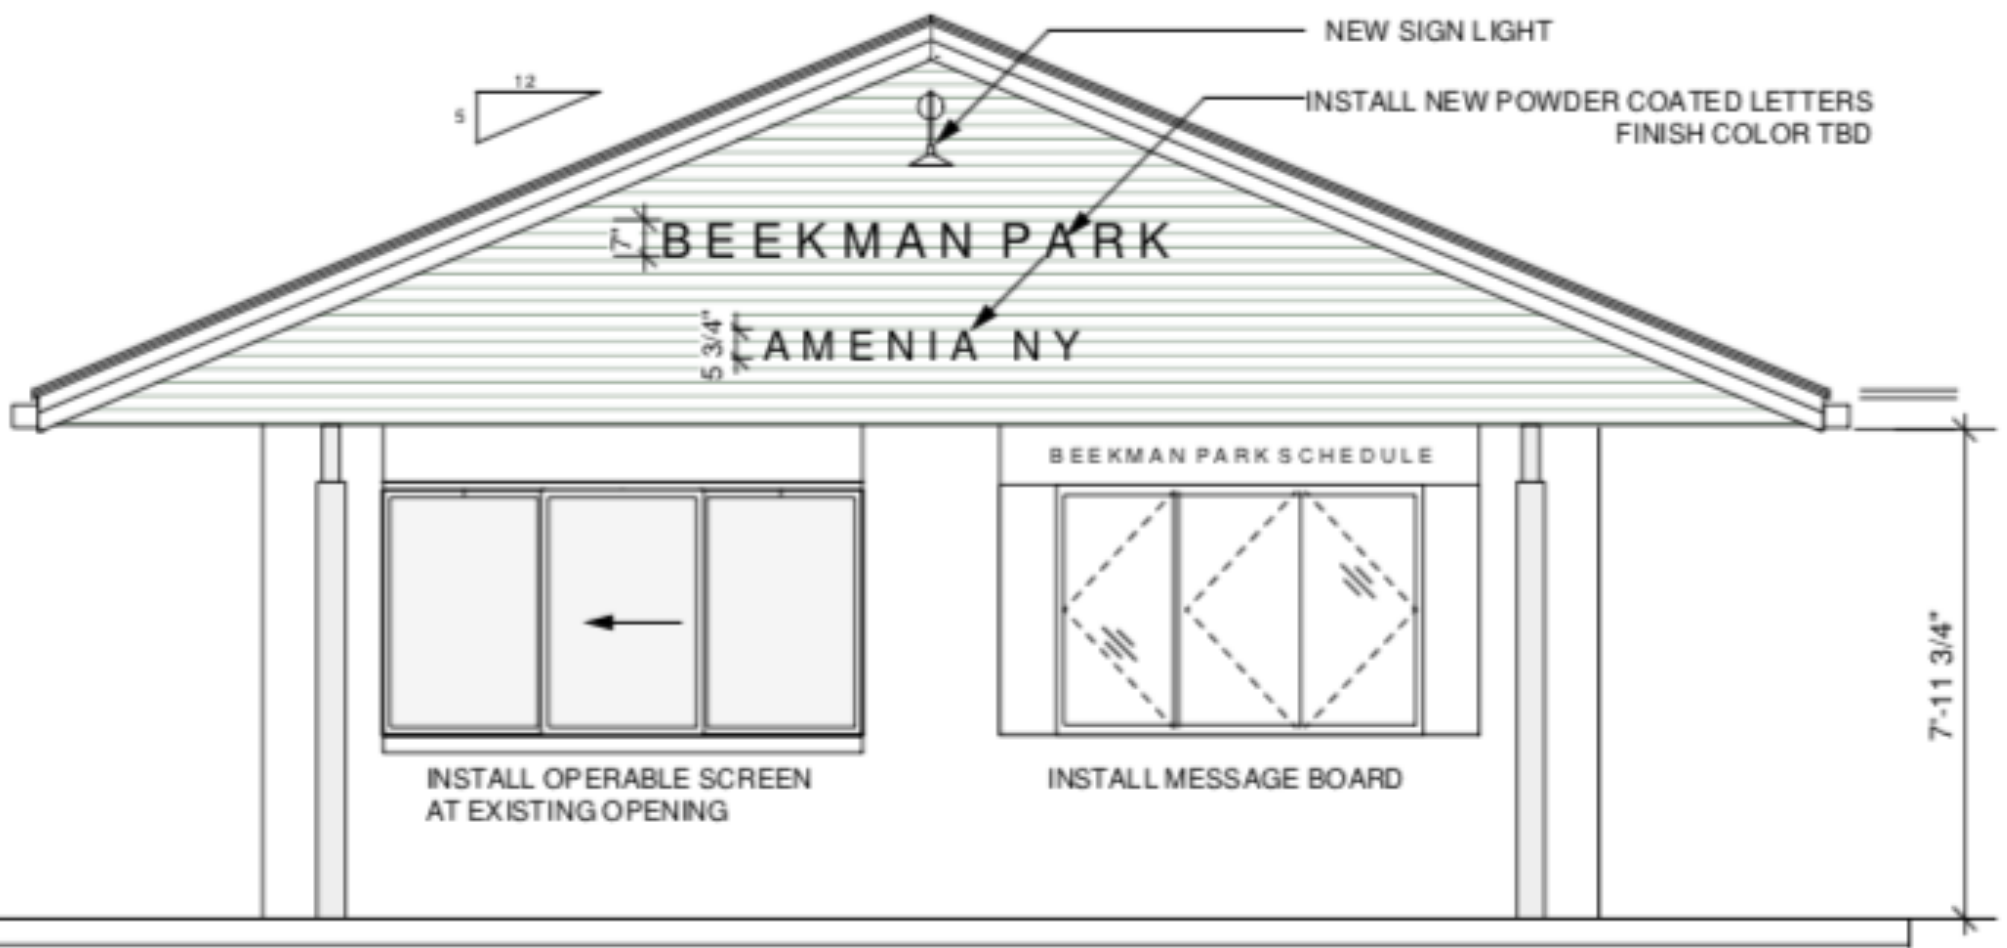 NEW SIGN LIGHT
12
5
INSTALL NEW POWDER COATED LETTERS
FINISH COLOR TBD
7"
BEEKMAN PARK
5 3/4"
AMENIA NY
BEEKMAN PARK SCHEDULE
7'-11 3/4"
INSTALL OPERABLE SCREEN
AT EXISTING OPENING
INSTALL MESSAGE BOARD